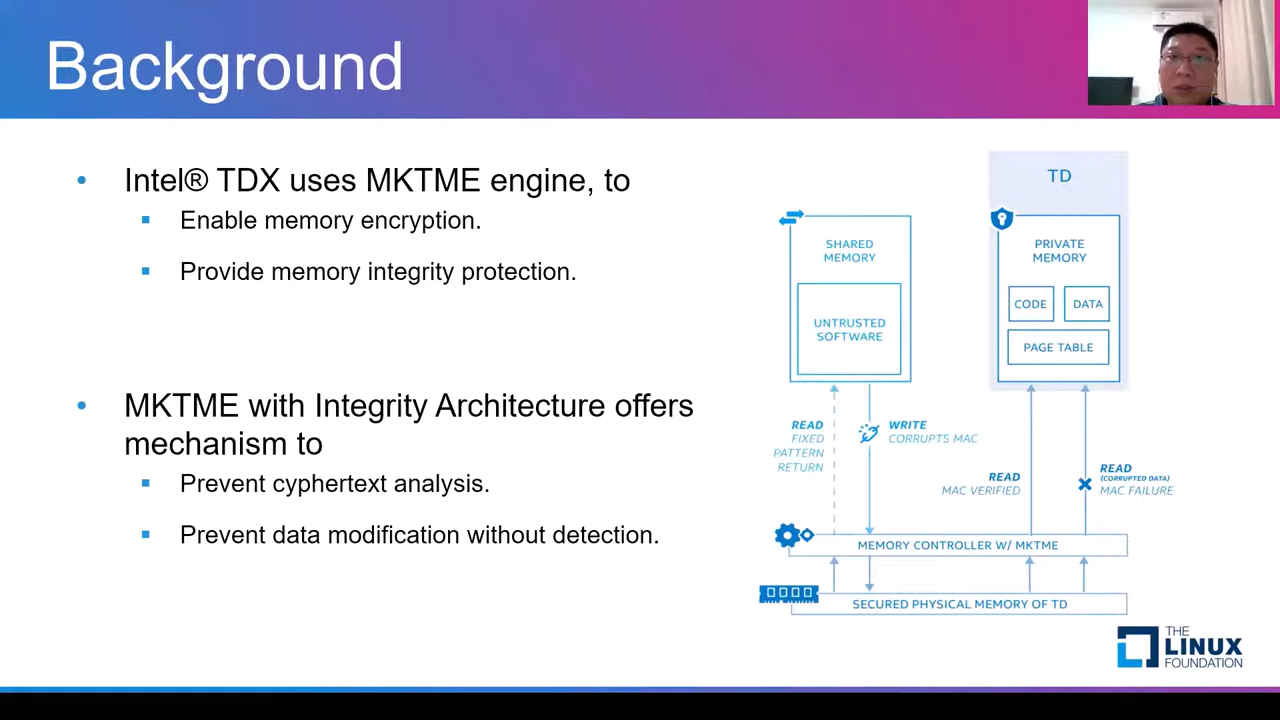 Background
Intel® TDX uses MKTME engine, to
Enable memory encryption.
Provide memory integrity protection.
MKTME with Integrity Architecture offers
mechanism to
Prevent cyphertext analysis.
Prevent data modification without detection.
TD
SHARED
MEMORY
UNTRUSTED
SOFTWARE
PRIVATE
MEMORY
CODE
DATA
PAGE TABLE
READ
FIXED
PATTERN
RETURN
WRITE
CORRUPTS MAC
READ
MAC VERIFIED
READ
(CORRUPTED DATA)
MAC FAILURE
MEMORY CONTROLLER W/ MKTME
SECURED PHYSICAL MEMORY OF TD
THE
LINUX
FOUNDATION